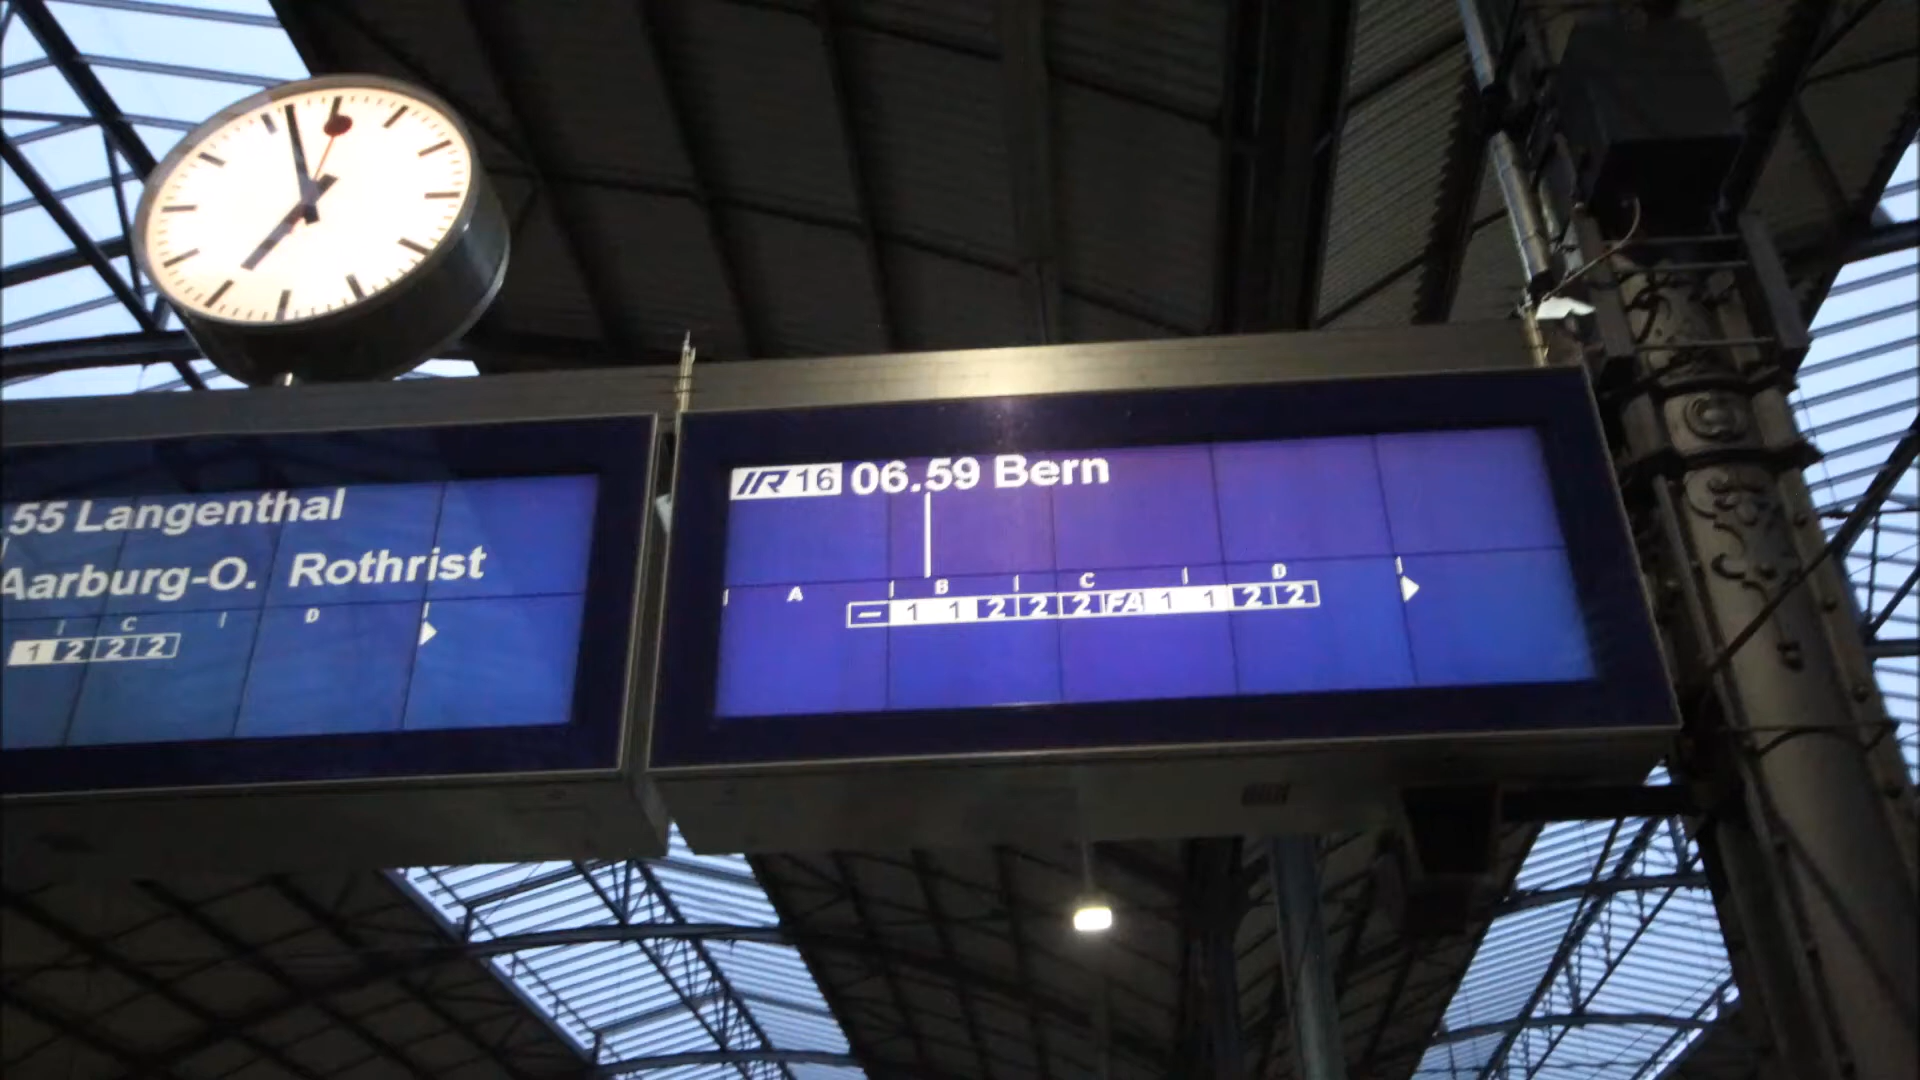 55 Langenthal
Aarburg-O. Rothrist
C D
1 2 2 2
IR 16 06.59 Bern
A B C D
– 1 1 2 2 2 FA 1 1 2 2